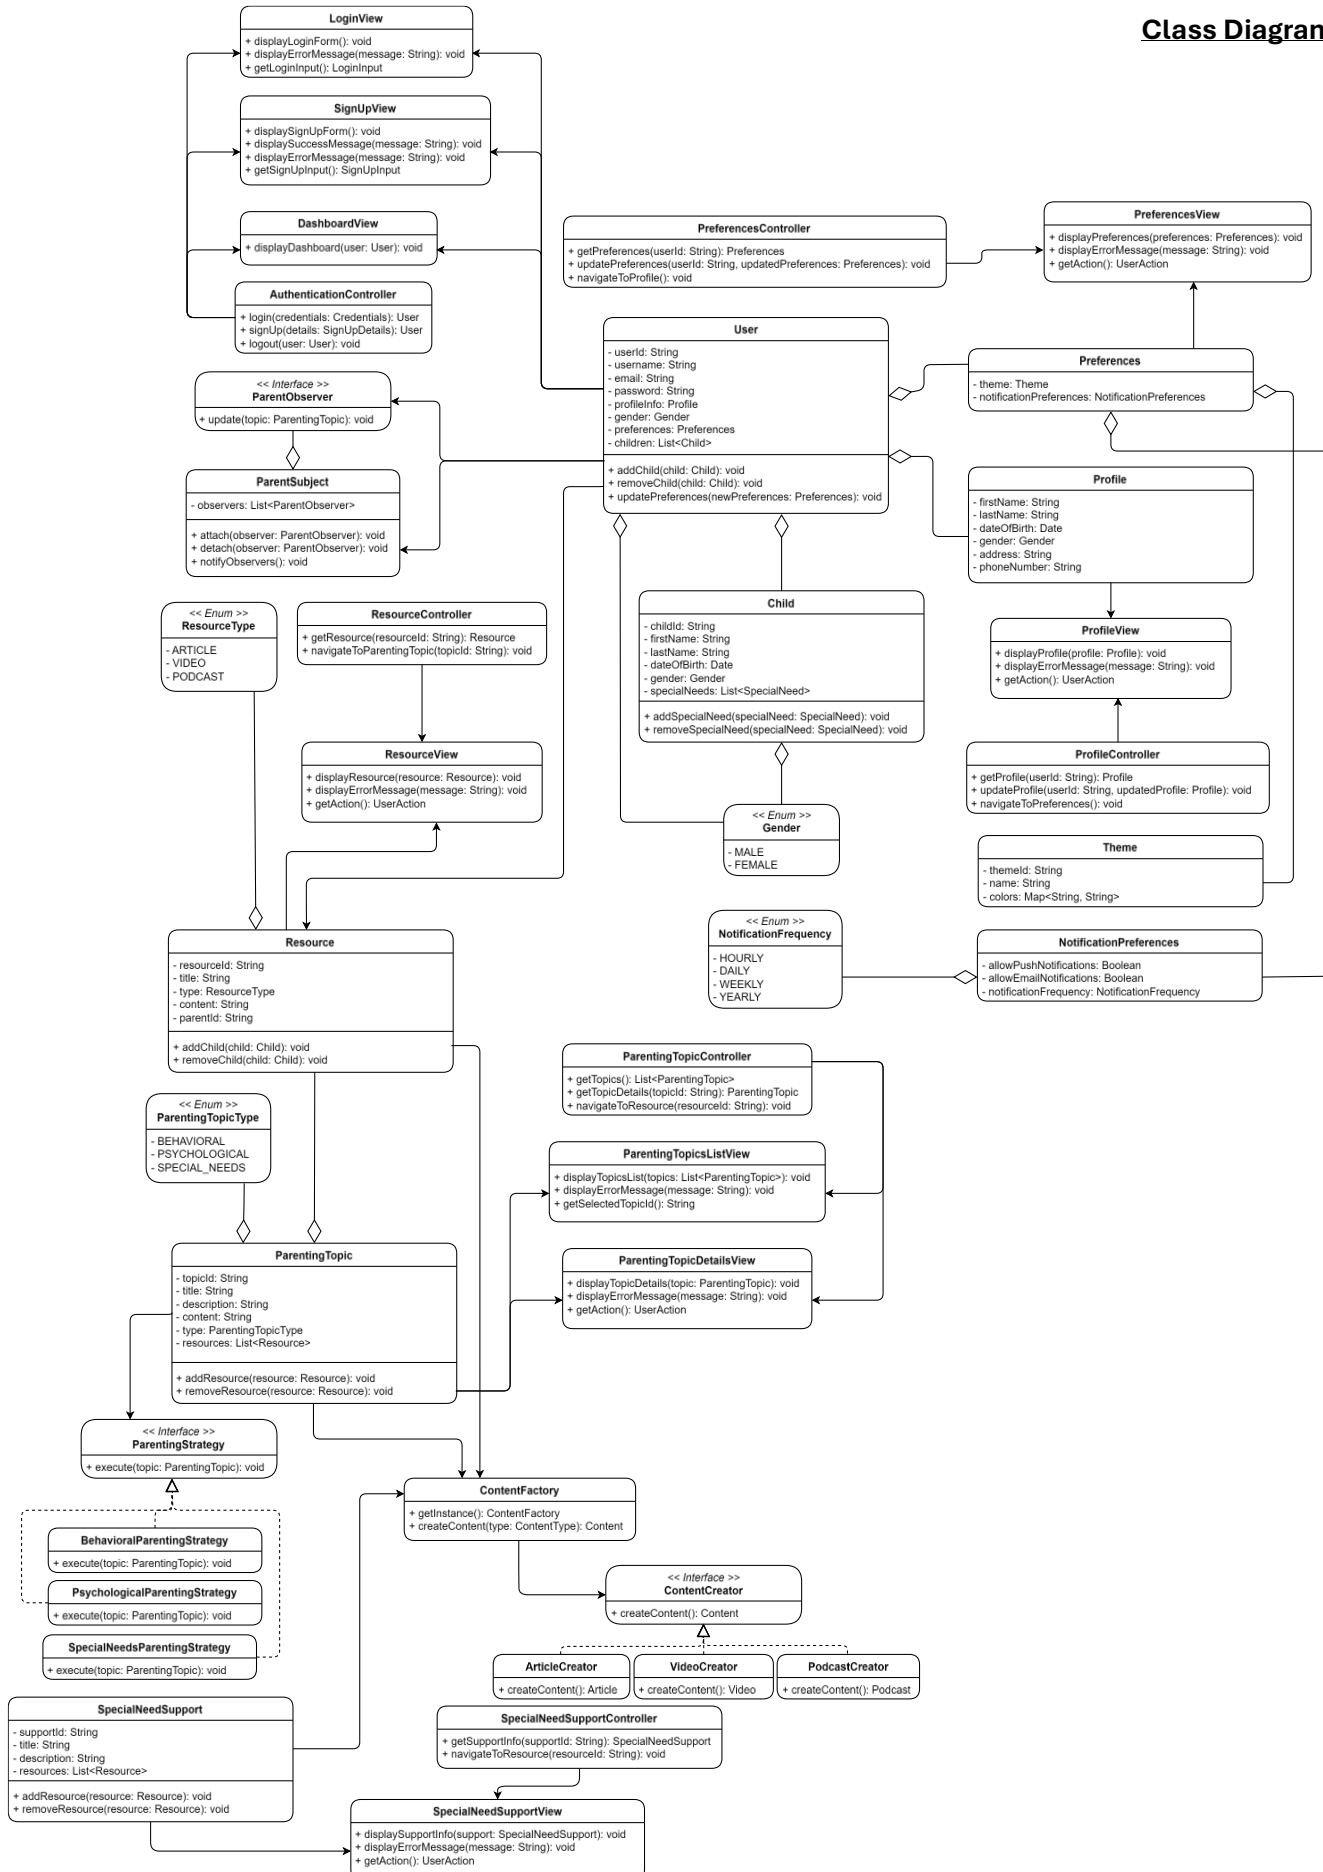 Class Diagran
LoginView
+ displayLoginForm(): void
+ displayErrorMessage(message: String): void
+ getLoginInput(): LoginInput
SignUpView
+ displaySignUpForm(): void
+ displaySuccessMessage(message: String): void
+ displayErrorMessage(message: String): void
+ getSignUpInput(): SignUpInput
DashboardView
+ displayDashboard(user: User): void
AuthenticationController
+ login(credentials: Credentials): User
+ signUp(details: SignUpDetails): User
+ logout(user: User): void
PreferencesController
+ getPreferences(userId: String): Preferences
+ updatePreferences(userId: String, updatedPreferences: Preferences): void
+ navigateToProfile(): void
PreferencesView
+ displayPreferences(preferences: Preferences): void
+ displayErrorMessage(message: String): void
+ getAction(): UserAction
<< Interface >>
ParentObserver
+ update(topic: ParentingTopic): void
ParentSubject
- observers: List<ParentObserver>
+ attach(observer: ParentObserver): void
+ detach(observer: ParentObserver): void
+ notifyObservers(): void
User
- userId: String
- username: String
- email: String
- password: String
- profileInfo: Profile
- gender: Gender
- preferences: Preferences
- children: List<Child>
+ addChild(child: Child): void
+ removeChild(child: Child): void
+ updatePreferences(newPreferences: Preferences): void
Preferences
- theme: Theme
- notificationPreferences: NotificationPreferences
Profile
- firstName: String
- lastName: String
- dateOfBirth: Date
- gender: Gender
- address: String
- phoneNumber: String
<< Enum >>
ResourceType
- ARTICLE
- VIDEO
- PODCAST
ResourceController
+ getResource(resourceId: String): Resource
+ navigateToParentingTopic(topicId: String): void
Child
- childId: String
- firstName: String
- lastName: String
- dateOfBirth: Date
- gender: Gender
- specialNeeds: List<SpecialNeed>
+ addSpecialNeed(specialNeed: SpecialNeed): void
+ removeSpecialNeed(specialNeed: SpecialNeed): void
ProfileView
+ displayProfile(profile: Profile): void
+ displayErrorMessage(message: String): void
+ getAction(): UserAction
ResourceView
+ displayResource(resource: Resource): void
+ displayErrorMessage(message: String): void
+ getAction(): UserAction
ProfileController
+ getProfile(userId: String): Profile
+ updateProfile(userId: String, updatedProfile: Profile): void
+ navigateToPreferences(): void
<< Enum >>
Gender
- MALE
- FEMALE
Theme
- themeId: String
- name: String
- colors: Map<String, String>
<< Enum >>
NotificationFrequency
- HOURLY
- DAILY
- WEEKLY
- YEARLY
NotificationPreferences
- allowPushNotifications: Boolean
- allowEmailNotifications: Boolean
- notificationFrequency: NotificationFrequency
Resource
- resourceId: String
- title: String
- type: ResourceType
- content: String
- parentId: String
+ addChild(child: Child): void
+ removeChild(child: Child): void
<< Enum >>
ParentingTopicType
- BEHAVIORAL
- PSYCHOLOGICAL
- SPECIAL_NEEDS
ParentingTopicController
+ getTopics(): List<ParentingTopic>
+ getTopicDetails(topicId: String): ParentingTopic
+ navigateToResource(resourceId: String): void
ParentingTopicsListView
+ displayTopicsList(topics: List<ParentingTopic>): void
+ displayErrorMessage(message: String): void
+ getSelectedTopicId(): String
ParentingTopic
- topicId: String
- title: String
- description: String
- content: String
- type: ParentingTopicType
- resources: List<Resource>
+ addResource(resource: Resource): void
+ removeResource(resource: Resource): void
ParentingTopicDetailsView
+ displayTopicDetails(topic: ParentingTopic): void
+ displayErrorMessage(message: String): void
+ getAction(): UserAction
<< Interface >>
ParentingStrategy
+ execute(topic: ParentingTopic): void
BehavioralParentingStrategy
+ execute(topic: ParentingTopic): void
PsychologicalParentingStrategy
+ execute(topic: ParentingTopic): void
SpecialNeedsParentingStrategy
+ execute(topic: ParentingTopic): void
ContentFactory
+ getInstance(): ContentFactory
+ createContent(type: ContentType): Content
<< Interface >>
ContentCreator
+ createContent(): Content
ArticleCreator
+ createContent(): Article
VideoCreator
+ createContent(): Video
PodcastCreator
+ createContent(): Podcast
SpecialNeedSupport
- supportId: String
- title: String
- description: String
- resources: List<Resource>
+ addResource(resource: Resource): void
+ removeResource(resource: Resource): void
SpecialNeedSupportController
+ getSupportInfo(supportId: String): SpecialNeedSupport
+ navigateToResource(resourceId: String): void
SpecialNeedSupportView
+ displaySupportInfo(support: SpecialNeedSupport): void
+ displayErrorMessage(message: String): void
+ getAction(): UserAction